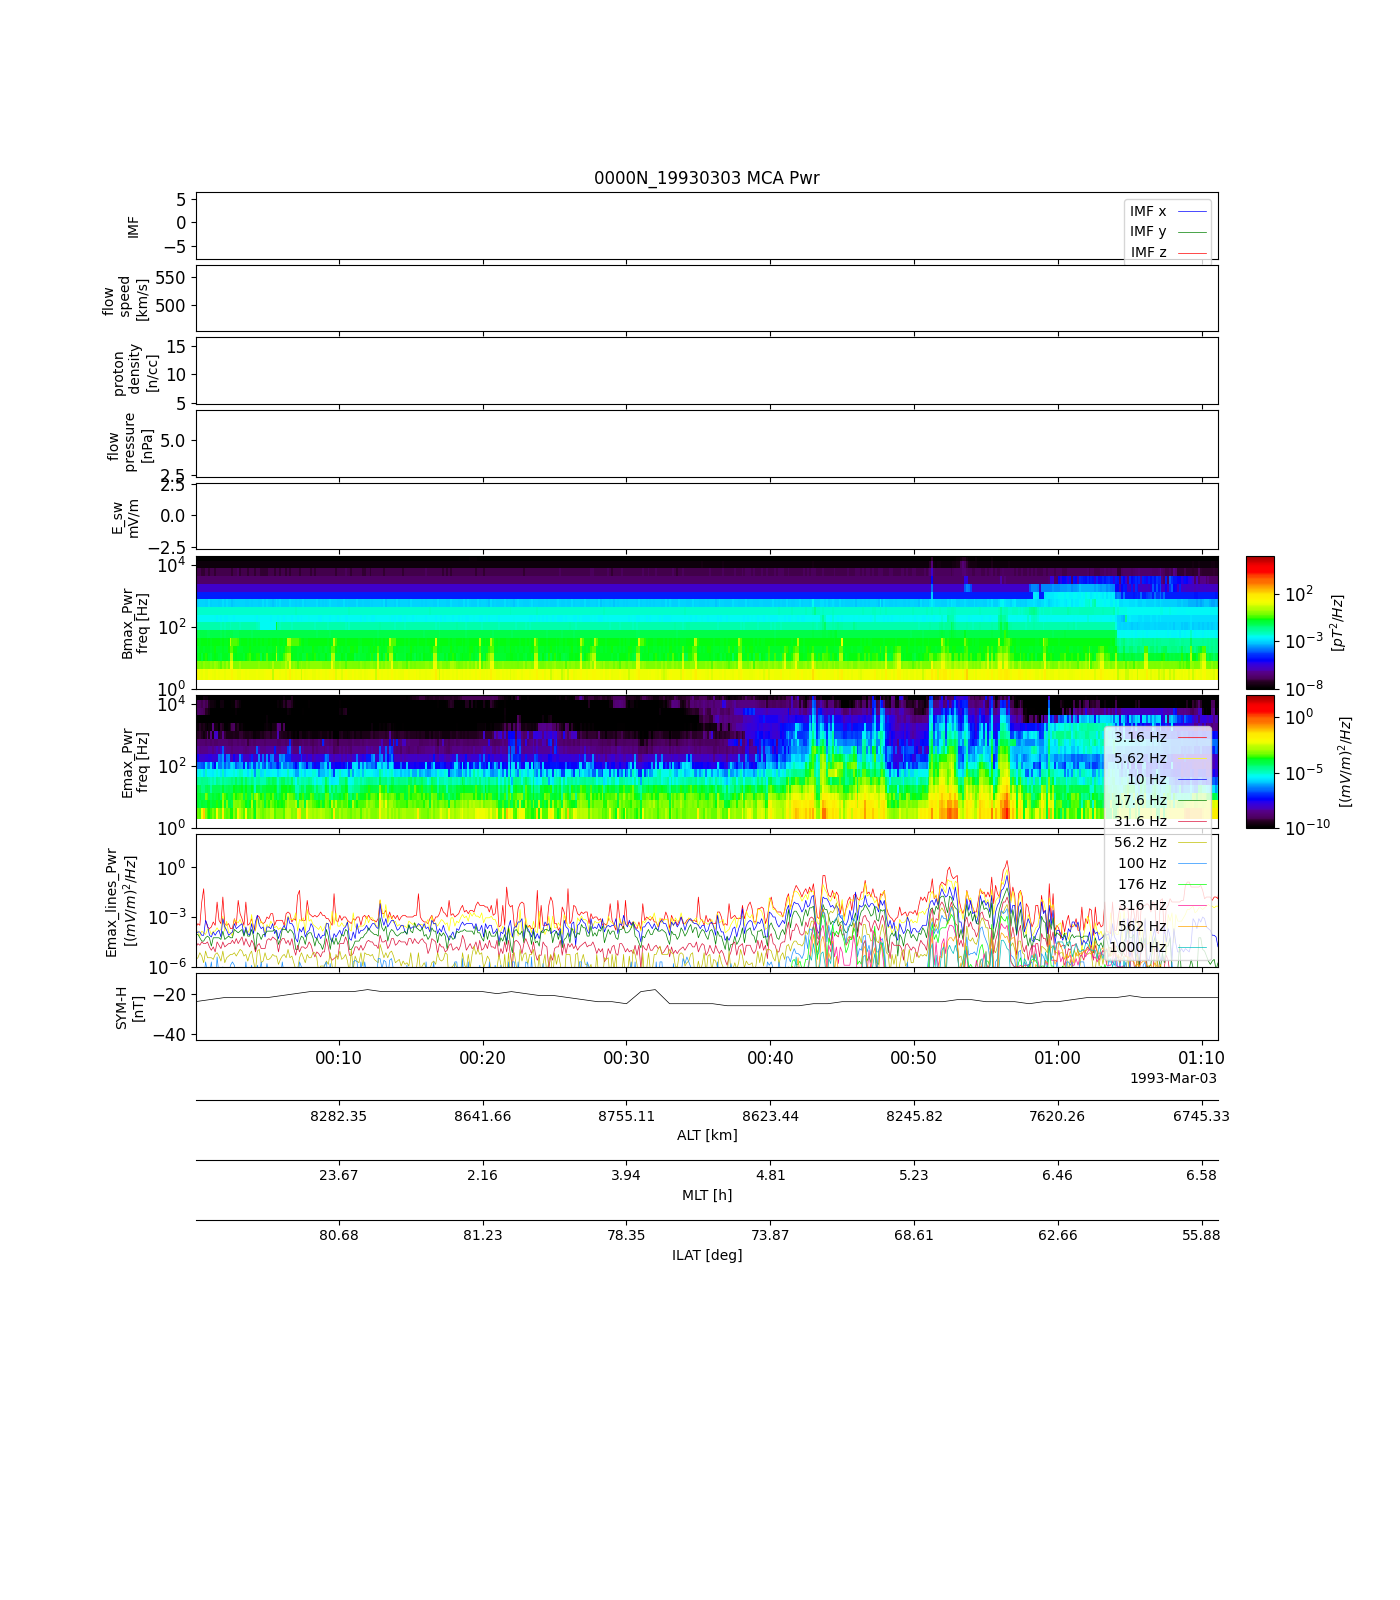 0000N_19930303 MCA Pwr
5
0
−5
IMF
IMF x
IMF y
IMF z
550
500
flow
speed
[km/s]
15
10
5
proton
density
[n/cc]
5.0
2.5
flow
pressure
[nPa]
2.5
0.0
−2.5
E_sw
mV/m
10^4
10^2
10^0
Bmax_Pwr
freq [Hz]
10^2
10^−3
10^−8
[pT^2/Hz]
10^4
10^2
10^0
Emax_Pwr
freq [Hz]
10^0
10^−5
10^−10
[(mV/m)^2/Hz]
3.16 Hz
5.62 Hz
10 Hz
17.6 Hz
31.6 Hz
56.2 Hz
100 Hz
176 Hz
316 Hz
562 Hz
1000 Hz
10^0
10^−3
10^−6
Emax_lines_Pwr
[(mV/m)^2/Hz]
−20
−40
SYM-H
[nT]
00:10 00:20 00:30 00:40 00:50 01:00 01:10
1993-Mar-03
8282.35 8641.66 8755.11 8623.44 8245.82 7620.26 6745.33
ALT [km]
23.67 2.16 3.94 4.81 5.23 6.46 6.58
MLT [h]
80.68 81.23 78.35 73.87 68.61 62.66 55.88
ILAT [deg]